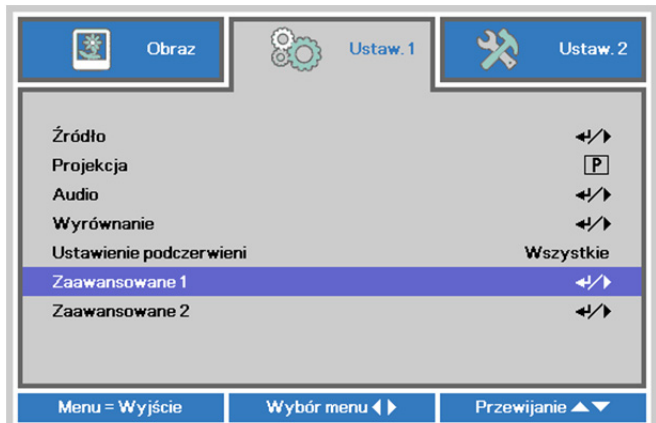 Obraz Ustaw. 1 Ustaw. 2
Źródło
Projekcja P
Audio
Wyrównanie
Ustawienie podczerwieni Wszystkie
Zaawansowane 1
Zaawansowane 2
Menu = Wyjście Wybór menu Przewijanie